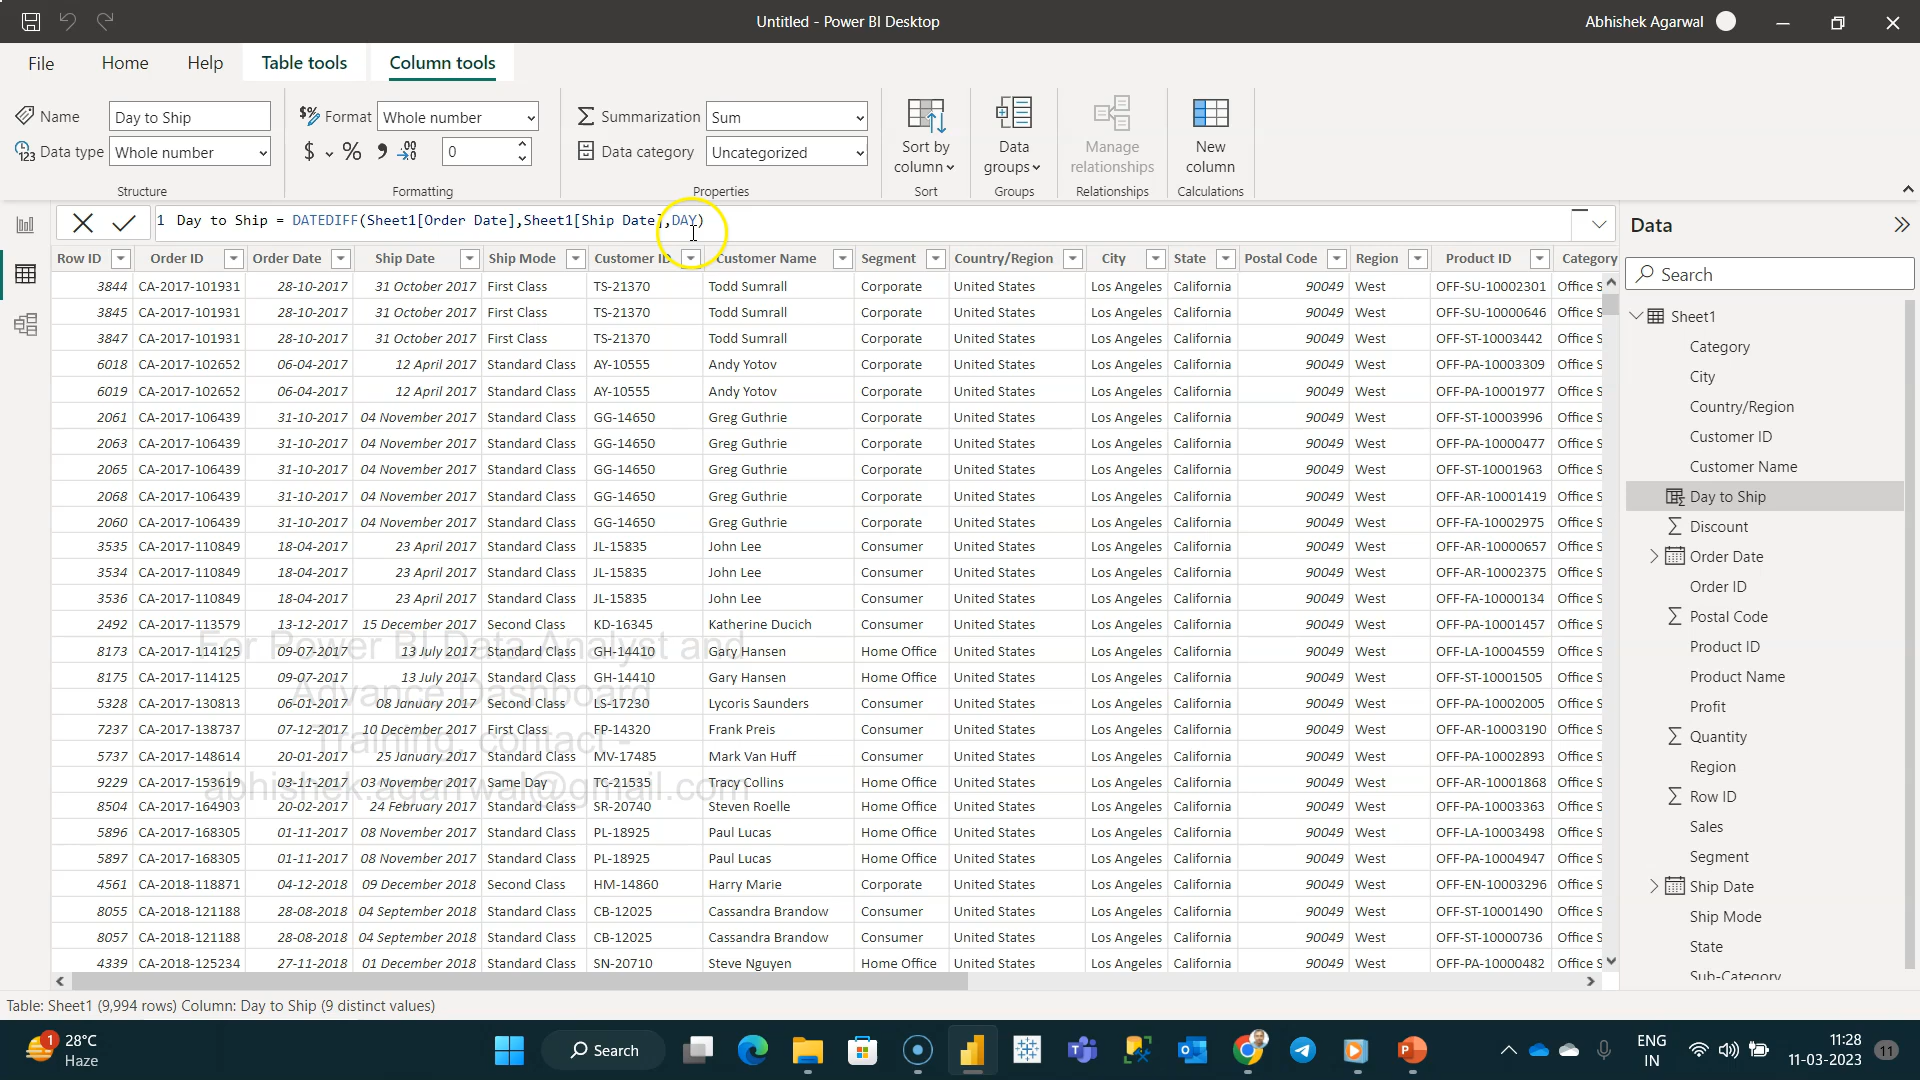 Untitled - Power BI Desktop
Abhishek Agarwal
File Home Help Table tools Column tools
Name Day to Ship
Data type Whole number
Structure
Format Whole number
$ % 0
Formatting
Summarization Sum
Data category Uncategorized
Properties
Sort by column
Sort
Data groups
Groups
Manage relationships
Relationships
New column
Calculations
1 Day to Ship = DATEDIFF(Sheet1[Order Date],Sheet1[Ship Date],DAY)
Row ID Order ID Order Date Ship Date Ship Mode Customer ID Customer Name Segment Country/Region City State Postal Code Region Product ID Category
3844 CA-2017-101931 28-10-2017 31 October 2017 First Class TS-21370 Todd Sumrall Corporate United States Los Angeles California 90049 West OFF-SU-10002301 Office S
3845 CA-2017-101931 28-10-2017 31 October 2017 First Class TS-21370 Todd Sumrall Corporate United States Los Angeles California 90049 West OFF-SU-10000646 Office S
3847 CA-2017-101931 28-10-2017 31 October 2017 First Class TS-21370 Todd Sumrall Corporate United States Los Angeles California 90049 West OFF-ST-10003442 Office S
6018 CA-2017-102652 06-04-2017 12 April 2017 Standard Class AY-10555 Andy Yotov Corporate United States Los Angeles California 90049 West OFF-PA-10003309 Office S
6019 CA-2017-102652 06-04-2017 12 April 2017 Standard Class AY-10555 Andy Yotov Corporate United States Los Angeles California 90049 West OFF-PA-10001977 Office S
2061 CA-2017-106439 31-10-2017 04 November 2017 Standard Class GG-14650 Greg Guthrie Corporate United States Los Angeles California 90049 West OFF-ST-10003996 Office S
2063 CA-2017-106439 31-10-2017 04 November 2017 Standard Class GG-14650 Greg Guthrie Corporate United States Los Angeles California 90049 West OFF-PA-10000477 Office S
2065 CA-2017-106439 31-10-2017 04 November 2017 Standard Class GG-14650 Greg Guthrie Corporate United States Los Angeles California 90049 West OFF-ST-10001963 Office S
2068 CA-2017-106439 31-10-2017 04 November 2017 Standard Class GG-14650 Greg Guthrie Corporate United States Los Angeles California 90049 West OFF-AR-10001419 Office S
2060 CA-2017-106439 31-10-2017 04 November 2017 Standard Class GG-14650 Greg Guthrie Corporate United States Los Angeles California 90049 West OFF-FA-10002975 Office S
3535 CA-2017-110849 18-04-2017 23 April 2017 Standard Class JL-15835 John Lee Consumer United States Los Angeles California 90049 West OFF-AR-10000657 Office S
3534 CA-2017-110849 18-04-2017 23 April 2017 Standard Class JL-15835 John Lee Consumer United States Los Angeles California 90049 West OFF-AR-10002375 Office S
3536 CA-2017-110849 18-04-2017 23 April 2017 Standard Class JL-15835 John Lee Consumer United States Los Angeles California 90049 West OFF-FA-10000134 Office S
2492 CA-2017-113579 13-12-2017 15 December 2017 Second Class KD-16345 Katherine Ducich Consumer United States Los Angeles California 90049 West OFF-PA-10001457 Office S
8173 CA-2017-114125 09-07-2017 13 July 2017 Standard Class GH-14410 Gary Hansen Home Office United States Los Angeles California 90049 West OFF-LA-10004559 Office S
8175 CA-2017-114125 09-07-2017 13 July 2017 Standard Class GH-14410 Gary Hansen Home Office United States Los Angeles California 90049 West OFF-ST-10001505 Office S
5328 CA-2017-130813 06-01-2017 08 January 2017 Second Class LS-17230 Lycoris Saunders Consumer United States Los Angeles California 90049 West OFF-PA-10002005 Office S
7237 CA-2017-138737 07-12-2017 10 December 2017 First Class FP-14320 Frank Preis Consumer United States Los Angeles California 90049 West OFF-AR-10003190 Office S
5737 CA-2017-148614 20-01-2017 25 January 2017 Standard Class MV-17485 Mark Van Huff Consumer United States Los Angeles California 90049 West OFF-PA-10002893 Office S
9229 CA-2017-153619 03-11-2017 03 November 2017 Same Day TC-21535 Tracy Collins Home Office United States Los Angeles California 90049 West OFF-AR-10001868 Office S
8504 CA-2017-164903 20-02-2017 24 February 2017 Standard Class SR-20740 Steven Roelle Home Office United States Los Angeles California 90049 West OFF-PA-10003363 Office S
5896 CA-2017-168305 01-11-2017 08 November 2017 Standard Class PL-18925 Paul Lucas Home Office United States Los Angeles California 90049 West OFF-LA-10003498 Office S
5897 CA-2017-168305 01-11-2017 08 November 2017 Standard Class PL-18925 Paul Lucas Home Office United States Los Angeles California 90049 West OFF-PA-10004947 Office S
4561 CA-2018-118871 04-12-2018 09 December 2018 Second Class HM-14860 Harry Marie Corporate United States Los Angeles California 90049 West OFF-EN-10003296 Office S
8055 CA-2018-121188 28-08-2018 04 September 2018 Standard Class CB-12025 Cassandra Brandow Consumer United States Los Angeles California 90049 West OFF-ST-10001490 Office S
8057 CA-2018-121188 28-08-2018 04 September 2018 Standard Class CB-12025 Cassandra Brandow Consumer United States Los Angeles California 90049 West OFF-ST-10000736 Office S
4339 CA-2018-125234 27-11-2018 01 December 2018 Standard Class SN-20710 Steve Nguyen Home Office United States Los Angeles California 90049 West OFF-PA-10000482 Office S
For Power BI Data Analyst and
Advance Dashboard
Training, contact -
abhishek.agarrwal@gmail.com
Data
Search
Sheet1
Category
City
Country/Region
Customer ID
Customer Name
Day to Ship
Discount
Order Date
Order ID
Postal Code
Product ID
Product Name
Profit
Quantity
Region
Row ID
Sales
Segment
Ship Date
Ship Mode
State
Sub-Category
Table: Sheet1 (9,994 rows) Column: Day to Ship (9 distinct values)
1
28°C
Haze
Search
ENG
IN
11:28
11-03-2023
11